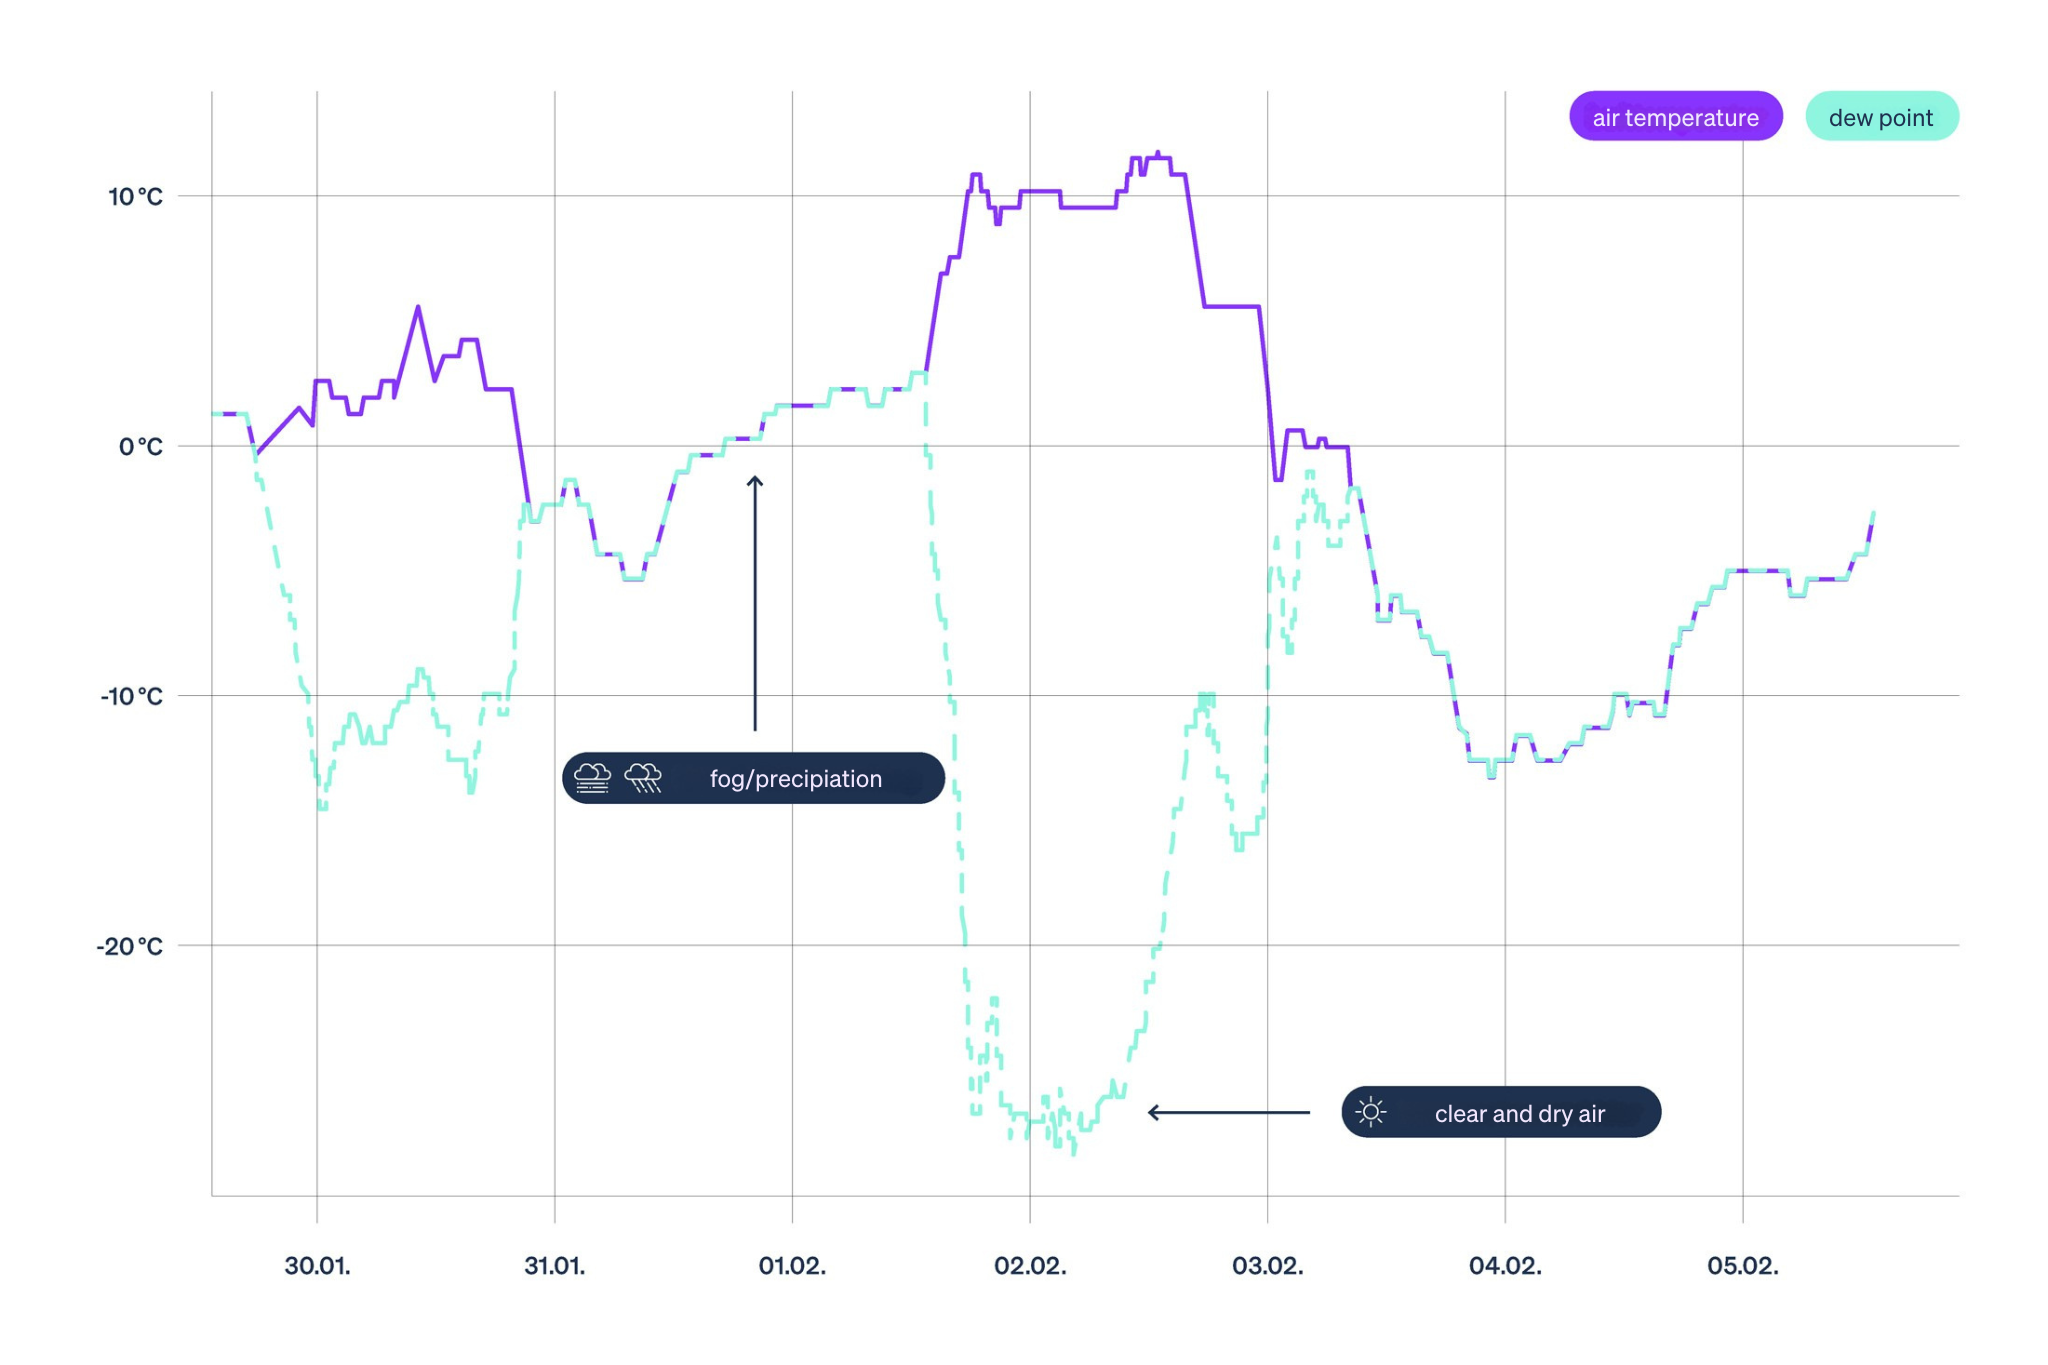 air temperature
dew point
10 °C
0 °C
-10 °C
fog/precipiation
-20 °C
clear and dry air
30.01.
31.01.
01.02.
02.02.
03.02.
04.02.
05.02.